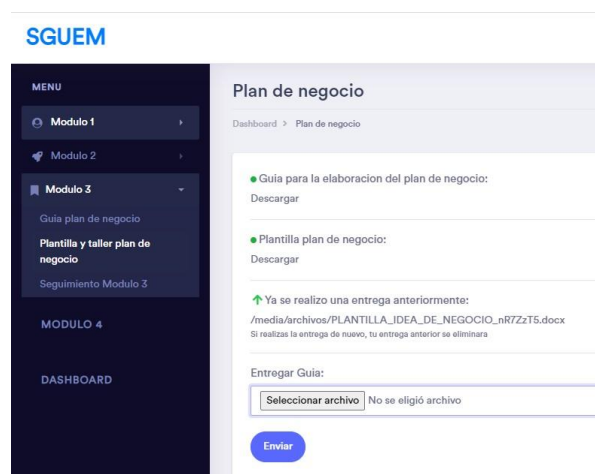 SGUEM
MENU
Modulo 1
Modulo 2
Modulo 3
Guia plan de negocio
Plantilla y taller plan de
negocio
Seguimiento Modulo 3
MODULO 4
DASHBOARD
Plan de negocio
Dashboard > Plan de negocio
Guia para la elaboracion del plan de negocio:
Descargar
Plantilla plan de negocio:
Descargar
Ya se realizo una entrega anteriormente:
/media/archivos/PLANTILLA_IDEA_DE_NEGOCIO_nR7ZzT5.docx
Si realizas la entrega de nuevo, tu entrega anterior se eliminara
Entregar Guia:
Seleccionar archivo No se eligió archivo
Enviar